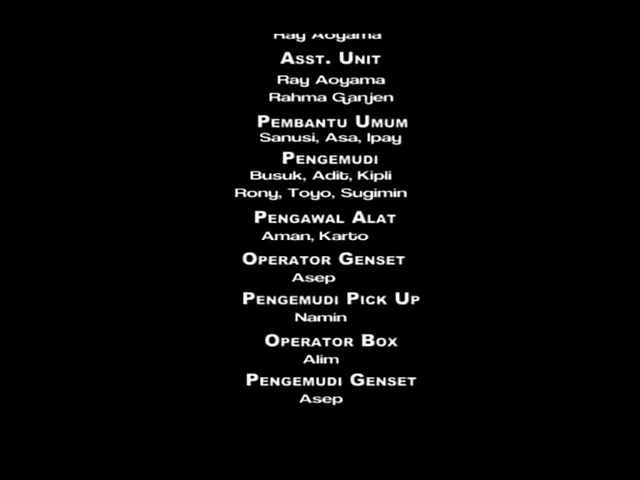 Ray Aoyama
ASST. UNIT
Ray Aoyama
Rahma Ganjen
PEMBANTU UMUM
Sanusi, Asa, Ipay
PENGEMUDI
Busuk, Adit, Kipli
Rony, Toyo, Sugimin
PENGAWAL ALAT
Aman, Karto
OPERATOR GENSET
Asep
PENGEMUDI PICK UP
Namin
OPERATOR BOX
Alim
PENGEMUDI GENSET
Asep